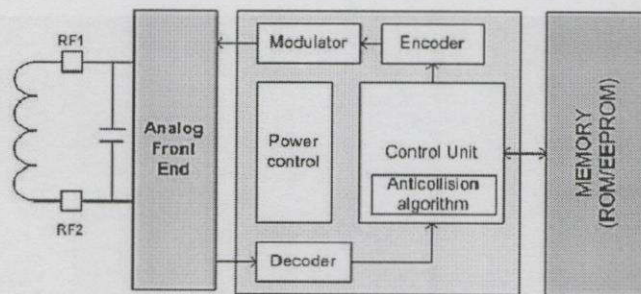 RF1
RF2
Analog
Front
End
Modulator
Encoder
Power
control
Control Unit
Anticollision
algorithm
Decoder
MEMORY
(ROM/EEPROM)